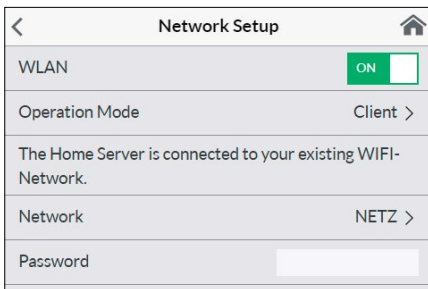 Network Setup
WLAN
ON
Operation Mode
Client >
The Home Server is connected to your existing WIFI-
Network.
Network
NETZ >
Password